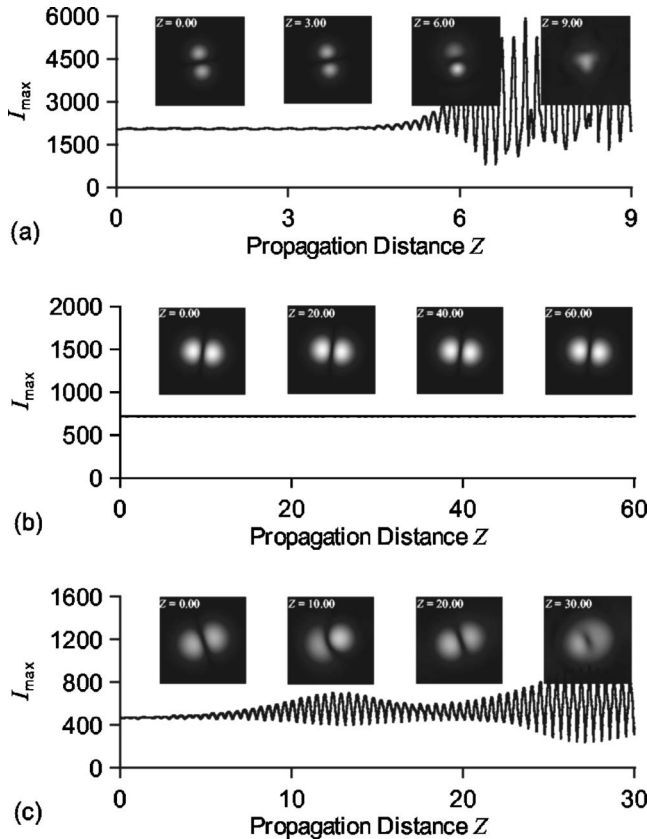 6000
Z = 0.00 Z = 3.00 Z = 6.00 Z = 9.00
4500
I max
3000
1500
0
0 3 6 9
(a) Propagation Distance Z
2000
Z = 0.00 Z = 20.00 Z = 40.00 Z = 60.00
1500
I max
1000
500
0
0 20 40 60
(b) Propagation Distance Z
1600
Z = 0.00 Z = 10.00 Z = 20.00 Z = 30.00
1200
I max
800
400
0
0 10 20 30
(c) Propagation Distance Z